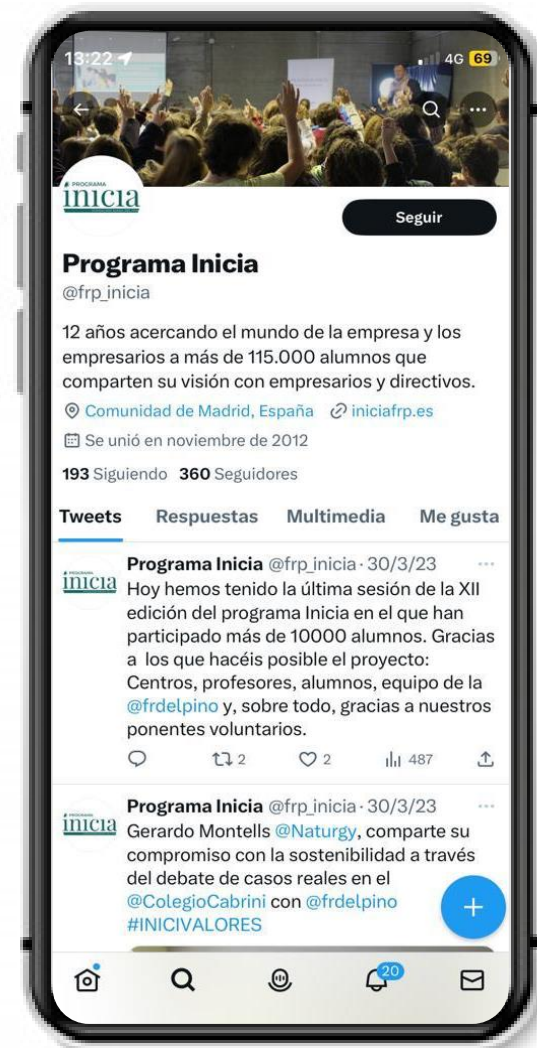 13:22
4G 69
PROGRAMA
inicia
Seguir
Programa Inicia
@frp_inicia
12 años acercando el mundo de la empresa y los
empresarios a más de 115.000 alumnos que
comparten su visión con empresarios y directivos.
Comunidad de Madrid, España iniciafrp.es
Se unió en noviembre de 2012
193 Siguiendo 360 Seguidores
Tweets Respuestas Multimedia Me gusta
inicia
Programa Inicia @frp_inicia · 30/3/23
Hoy hemos tenido la última sesión de la XII
edición del programa Inicia en el que han
participado más de 10000 alumnos. Gracias
a los que hacéis posible el proyecto:
Centros, profesores, alumnos, equipo de la
@frdelpino y, sobre todo, gracias a nuestros
ponentes voluntarios.
2 2 487
inicia
Programa Inicia @frp_inicia · 30/3/23
Gerardo Montells @Naturgy, comparte su
compromiso con la sostenibilidad a través
del debate de casos reales en el
@ColegioCabrini con @frdelpino
#INICIVALORES
20